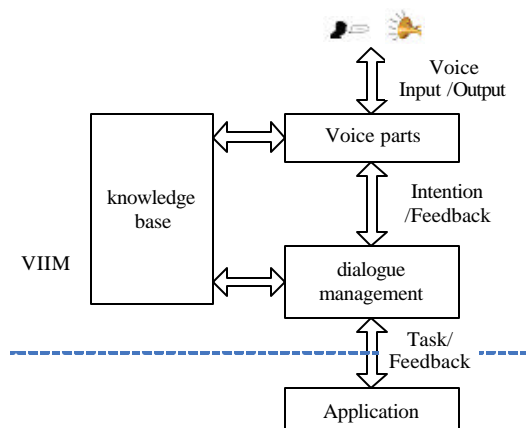 Voice
Input /Output
Voice parts
knowledge
base
Intention
/Feedback
VIIM
dialogue
management
Task/
Feedback
Application